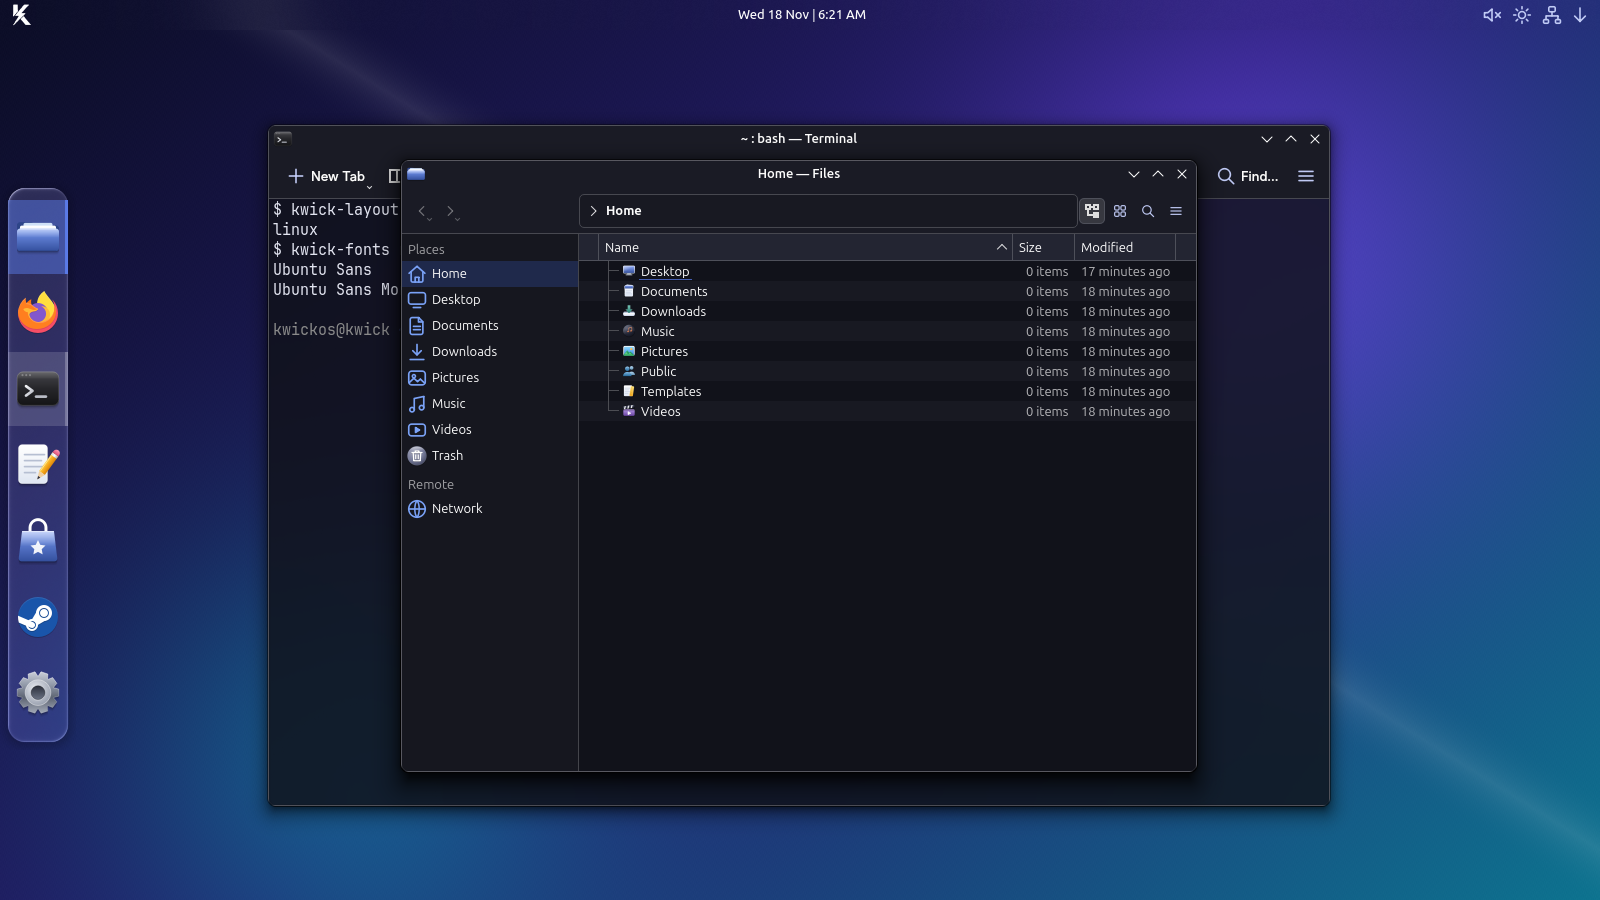 Wed 18 Nov | 6:21 AM
~ : bash — Terminal
New Tab
Find...
$ kwick-layout
linux
$ kwick-fonts
Ubuntu Sans
Ubuntu Sans Mo
kwickos@kwick
Home — Files
Home
Places
Home
Desktop
Documents
Downloads
Pictures
Music
Videos
Trash
Remote
Network
Name Size Modified
Desktop 0 items 17 minutes ago
Documents 0 items 18 minutes ago
Downloads 0 items 18 minutes ago
Music 0 items 18 minutes ago
Pictures 0 items 18 minutes ago
Public 0 items 18 minutes ago
Templates 0 items 18 minutes ago
Videos 0 items 18 minutes ago